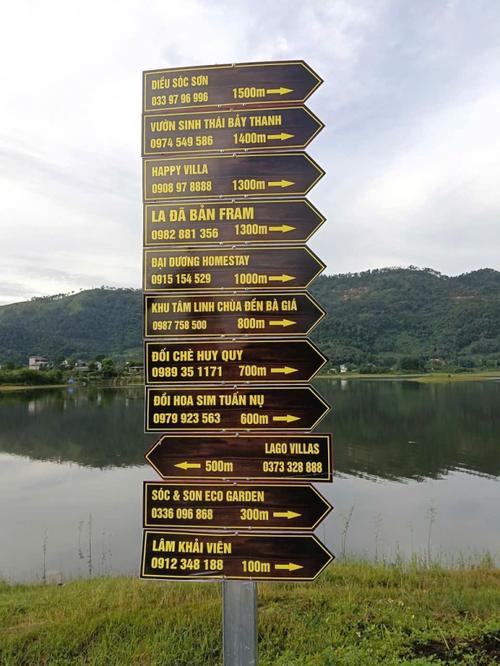 DIỀU SÓC SƠN
033 97 96 996 1500m
VƯỜN SINH THÁI BẢY THANH
0974 549 586 1400m
HAPPY VILLA
0908 97 8888 1300m
LA ĐÃ BẢN FRAM
0982 881 356 1300m
ĐẠI DƯƠNG HOMESTAY
0915 154 529 1000m
KHU TÂM LINH CHÙA ĐỀN BÀ GIÁ
0987 758 500 800m
ĐỒI CHÈ HUY QUY
0989 35 1171 700m
ĐỒI HOA SIM TUẤN NỤ
0979 923 563 600m
LAGO VILLAS
500m 0373 328 888
SÓC & SON ECO GARDEN
0336 096 868 300m
LÂM KHẢI VIÊN
0912 348 188 100m